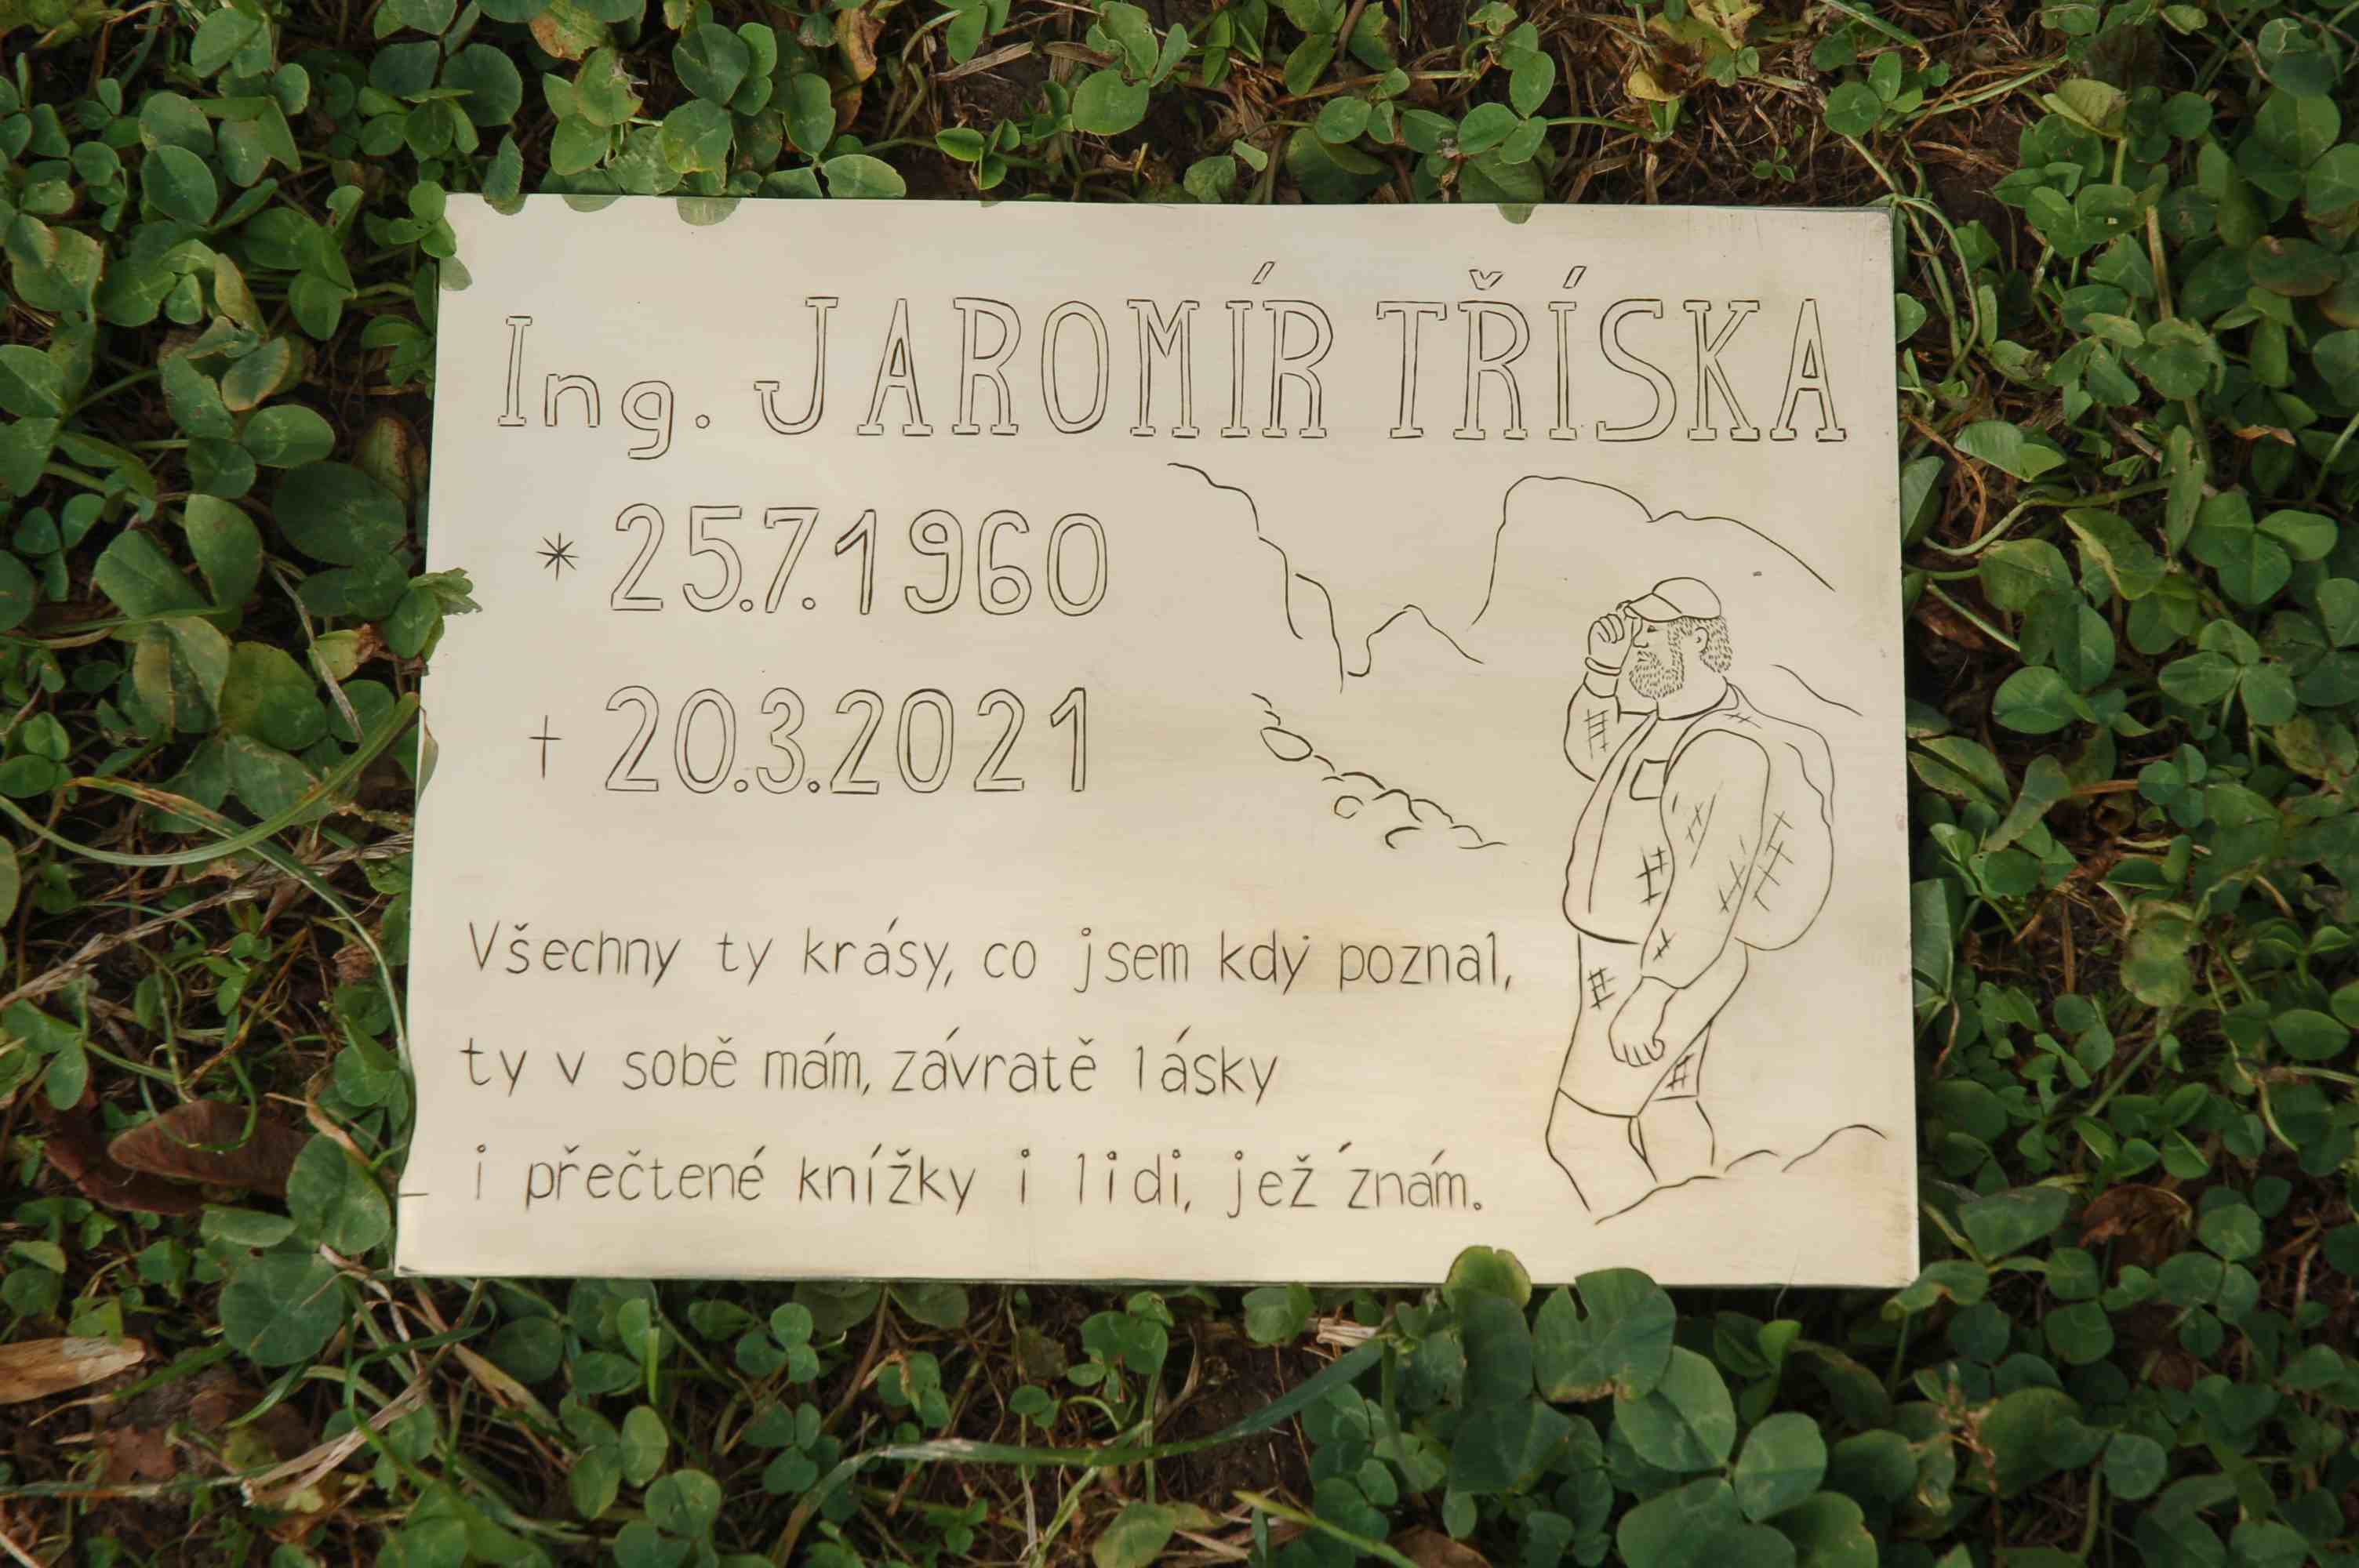 Ing. JAROMÍR TŘÍSKA
* 25.7.1960
† 20.3.2021
Všechny ty krásy, co jsem kdy poznal,
ty v sobě mám, závratě lásky
i přečtené knížky i lidi, jež znám.